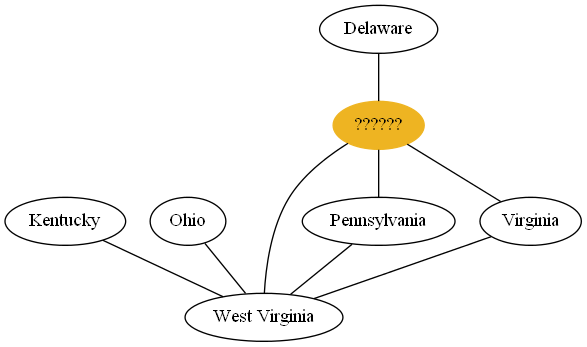 Delaware
??????
Kentucky
Ohio
Pennsylvania
Virginia
West Virginia